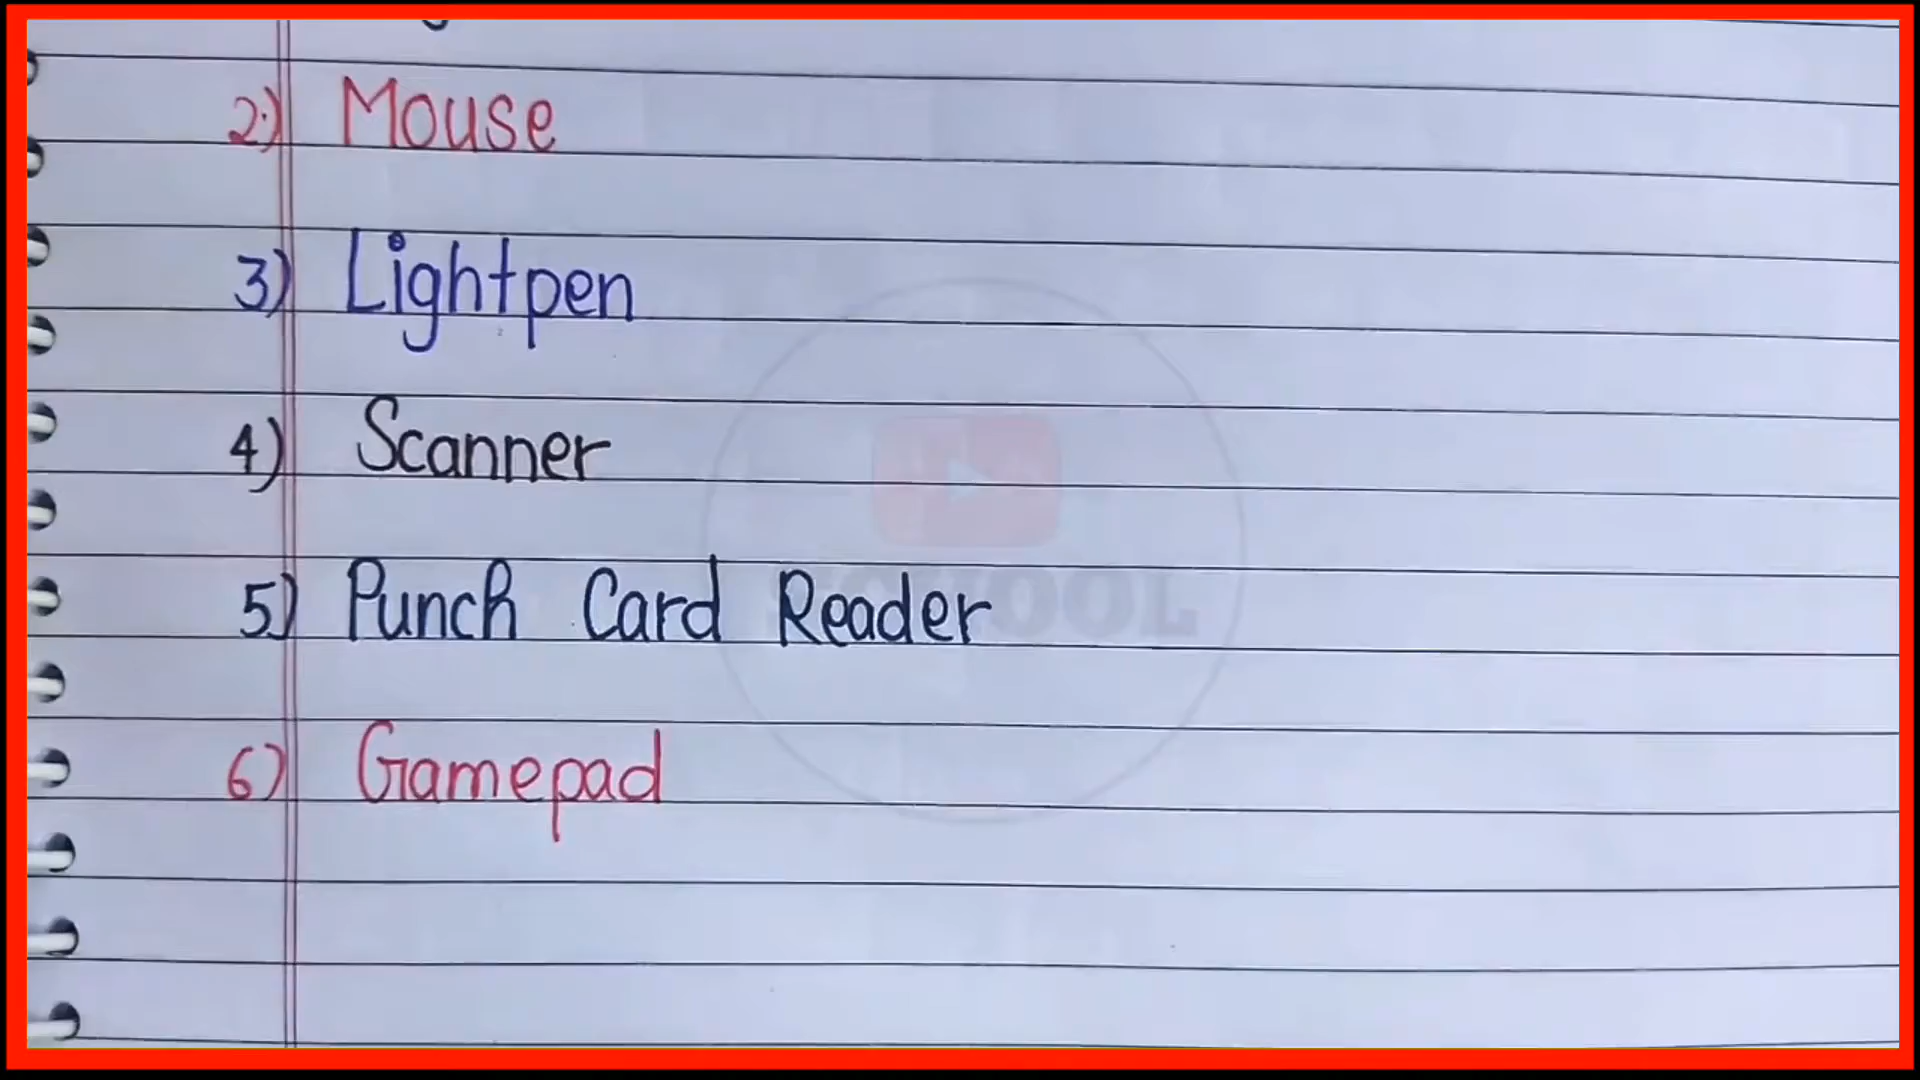 2.) Mouse
3) Lightpen
4) Scanner
5) Punch Card Reader
6) Gamepad